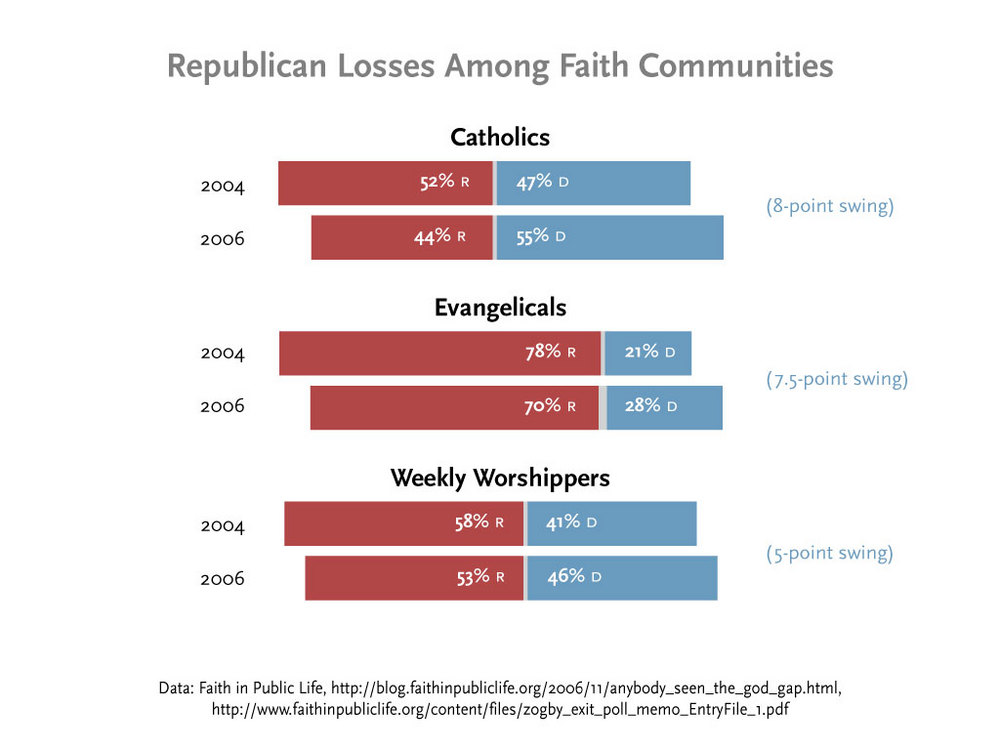 Republican Losses Among Faith Communities
Catholics
2004 52% R 47% D
(8-point swing)
2006 44% R 55% D
Evangelicals
2004 78% R 21% D
(7.5-point swing)
2006 70% R 28% D
Weekly Worshippers
2004 58% R 41% D
(5-point swing)
2006 53% R 46% D
Data: Faith in Public Life, http://blog.faithinpubliclife.org/2006/11/anybody_seen_the_god_gap.html,
http://www.faithinpubliclife.org/content/files/zogby_exit_poll_memo_EntryFile_1.pdf